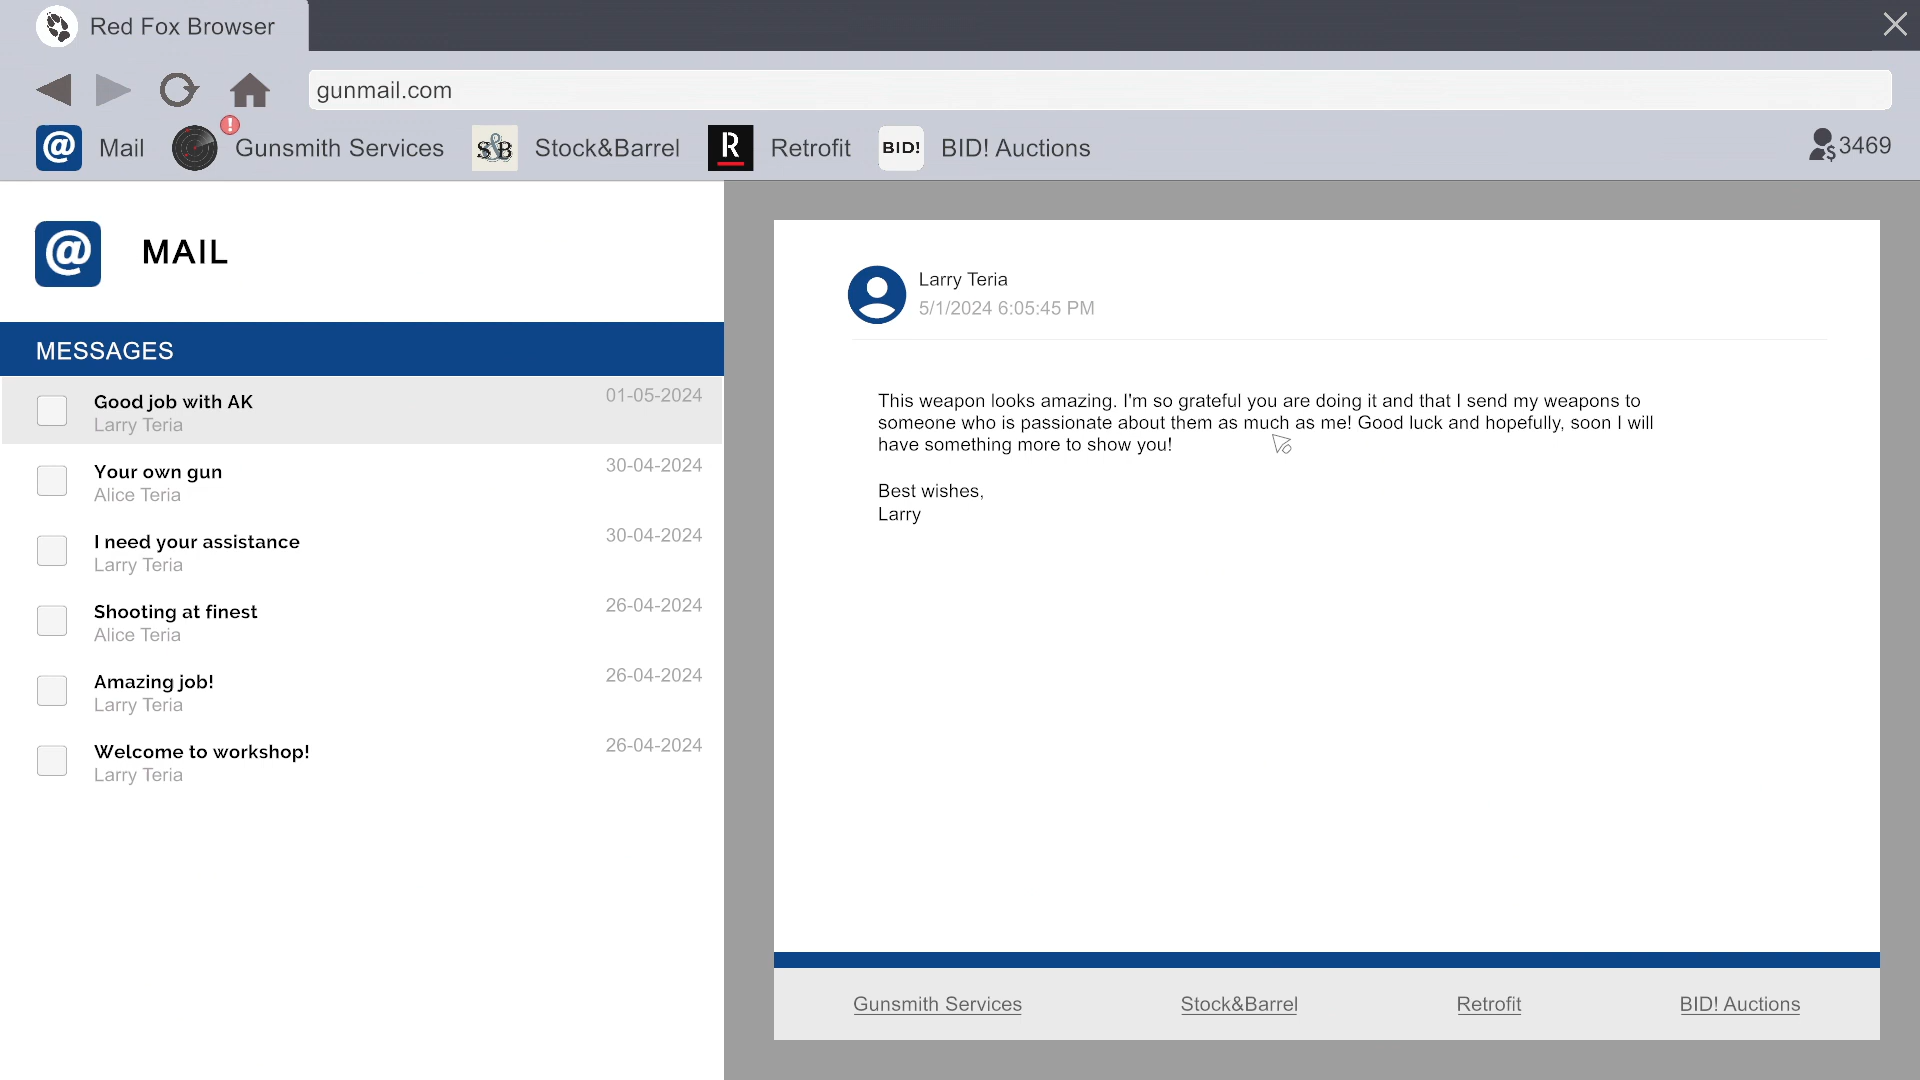 Red Fox Browser
gunmail.com
@ Mail
! Gunsmith Services
S&B Stock&Barrel
R Retrofit
BID! BID! Auctions
$ 3469
@ MAIL
MESSAGES
Good job with AK 01-05-2024
Larry Teria
Your own gun 30-04-2024
Alice Teria
I need your assistance 30-04-2024
Larry Teria
Shooting at finest 26-04-2024
Alice Teria
Amazing job! 26-04-2024
Larry Teria
Welcome to workshop! 26-04-2024
Larry Teria
Larry Teria
5/1/2024 6:05:45 PM
This weapon looks amazing. I'm so grateful you are doing it and that I send my weapons to
someone who is passionate about them as much as me! Good luck and hopefully, soon I will
have something more to show you!
Best wishes,
Larry
Gunsmith Services Stock&Barrel Retrofit BID! Auctions